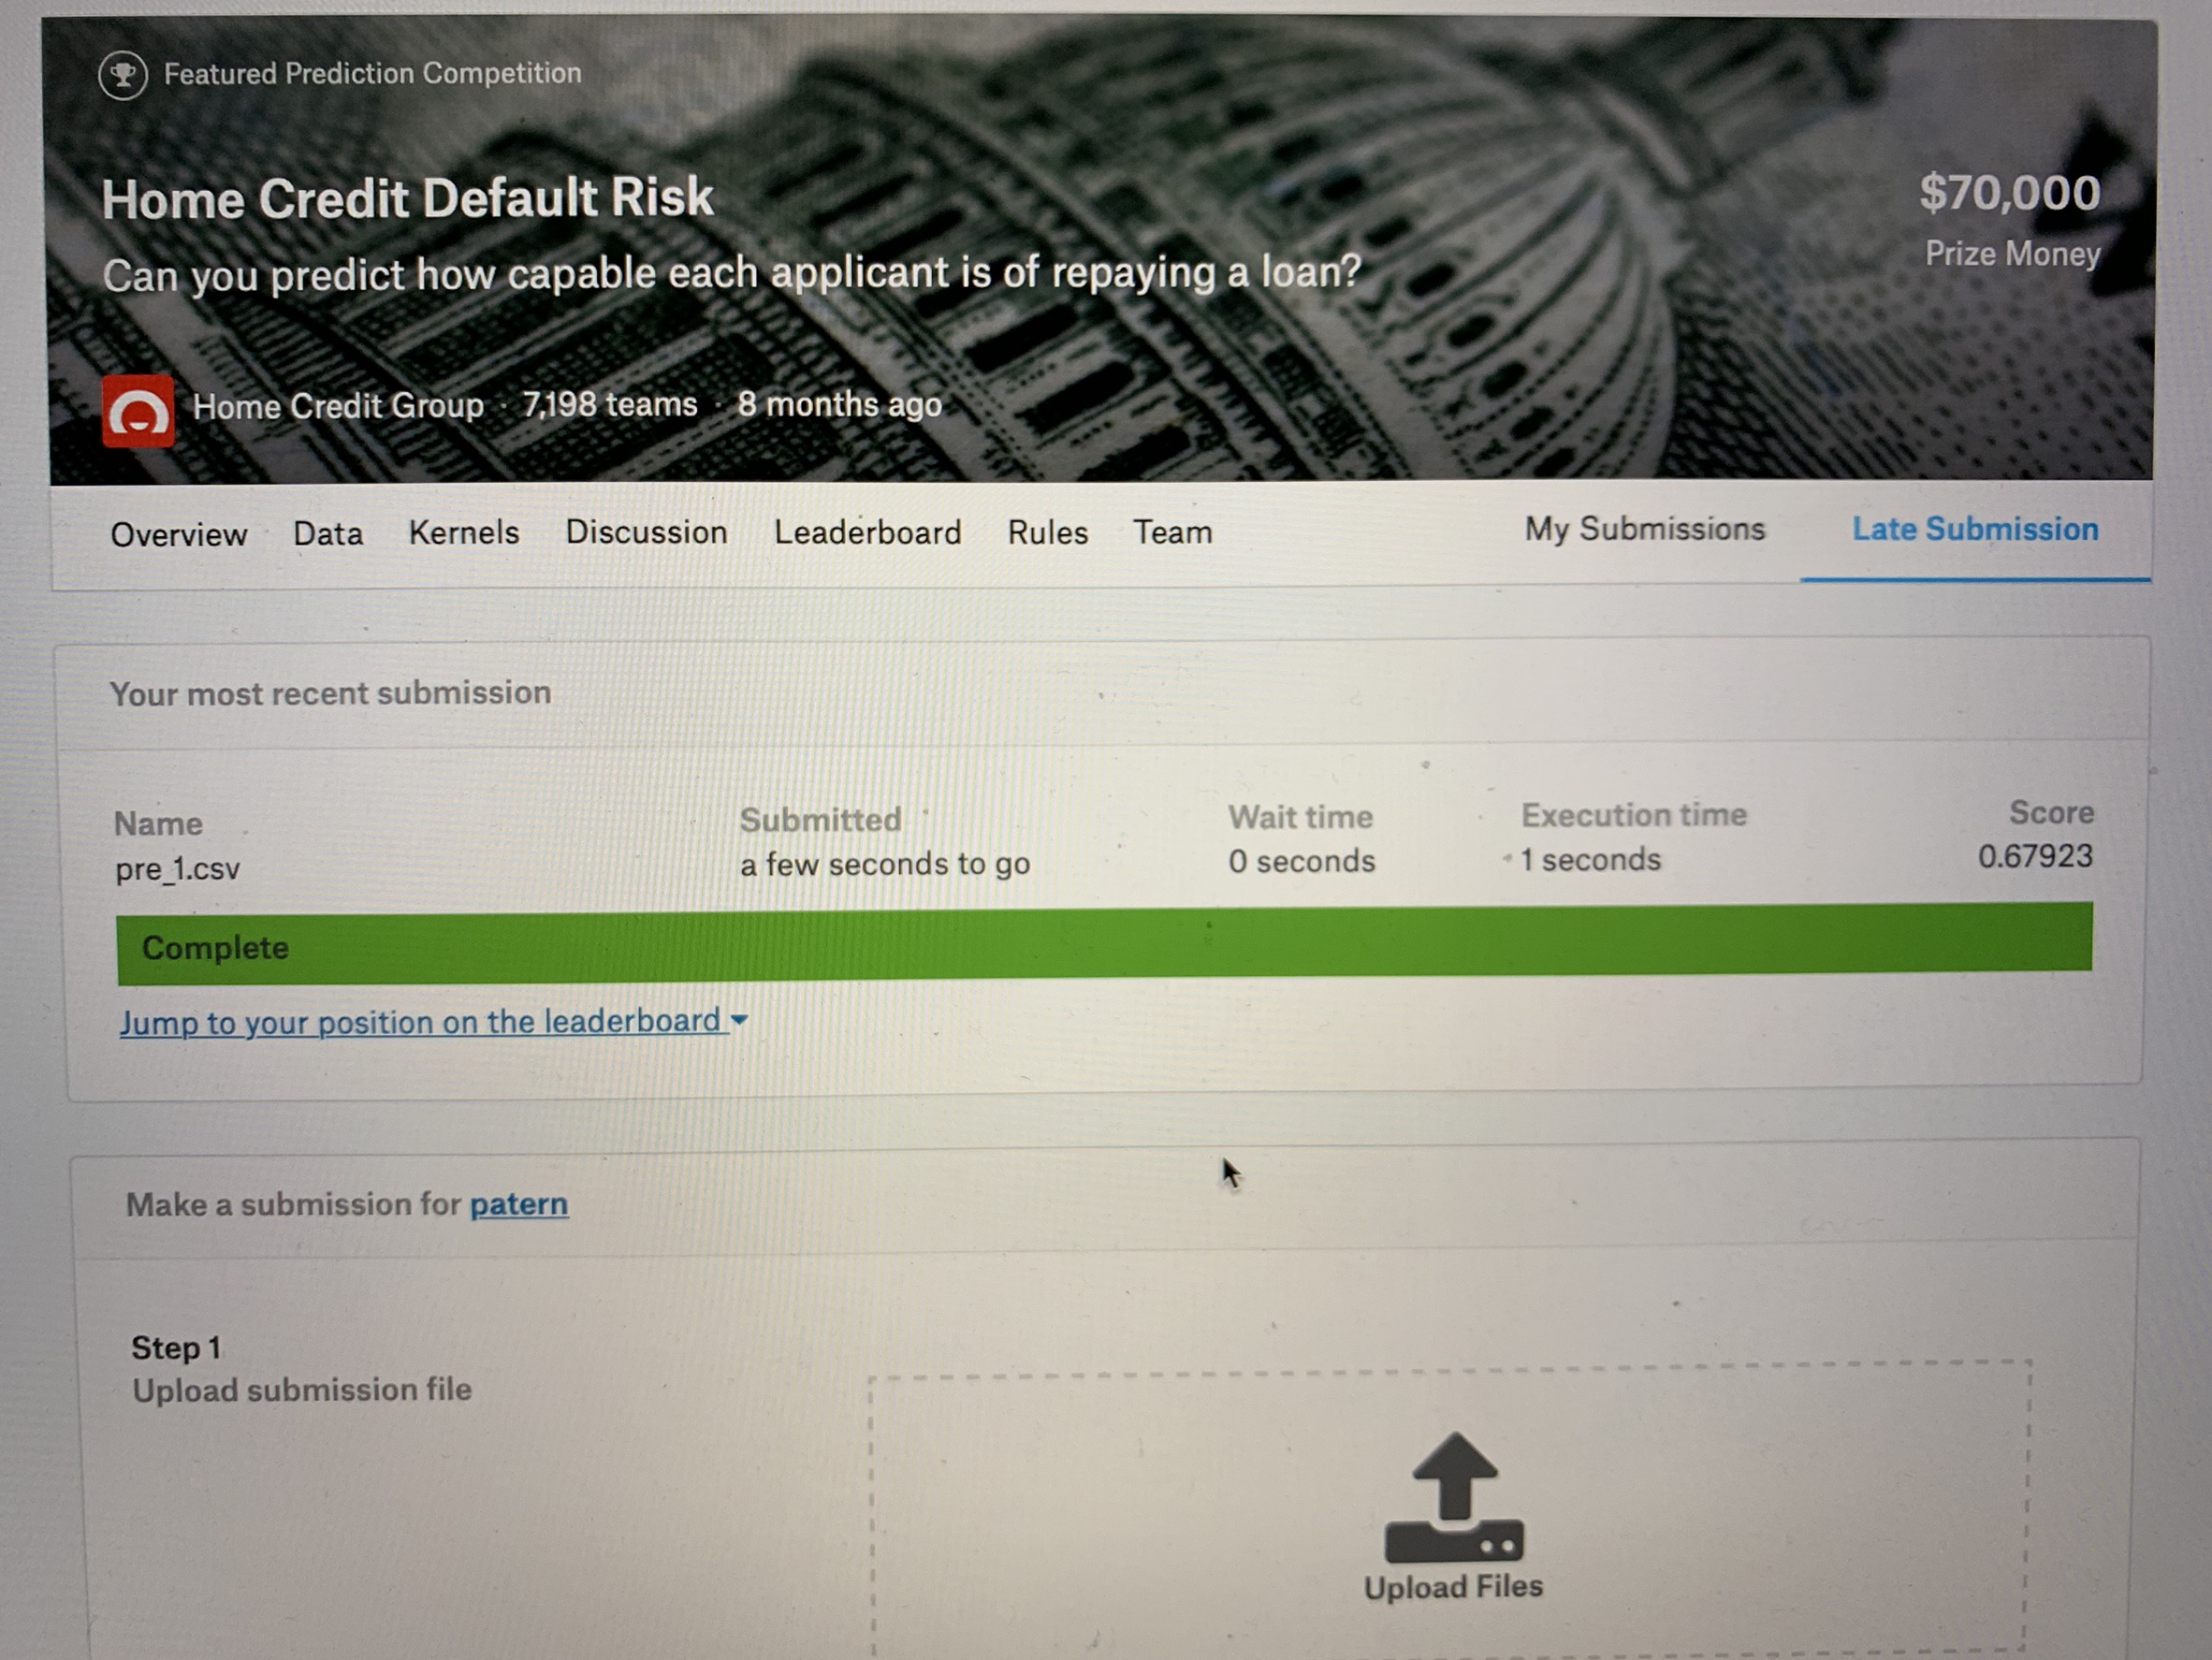 Featured Prediction Competition
Home Credit Default Risk
$70,000
Can you predict how capable each applicant is of repaying a loan?
Prize Money
Home Credit Group · 7,198 teams · 8 months ago
Overview Data Kernels Discussion Leaderboard Rules Team My Submissions Late Submission
Your most recent submission
Name Submitted Wait time Execution time Score
pre_1.csv a few seconds to go 0 seconds 1 seconds 0.67923
Complete
Jump to your position on the leaderboard
Make a submission for patern
Step 1
Upload submission file
Upload Files